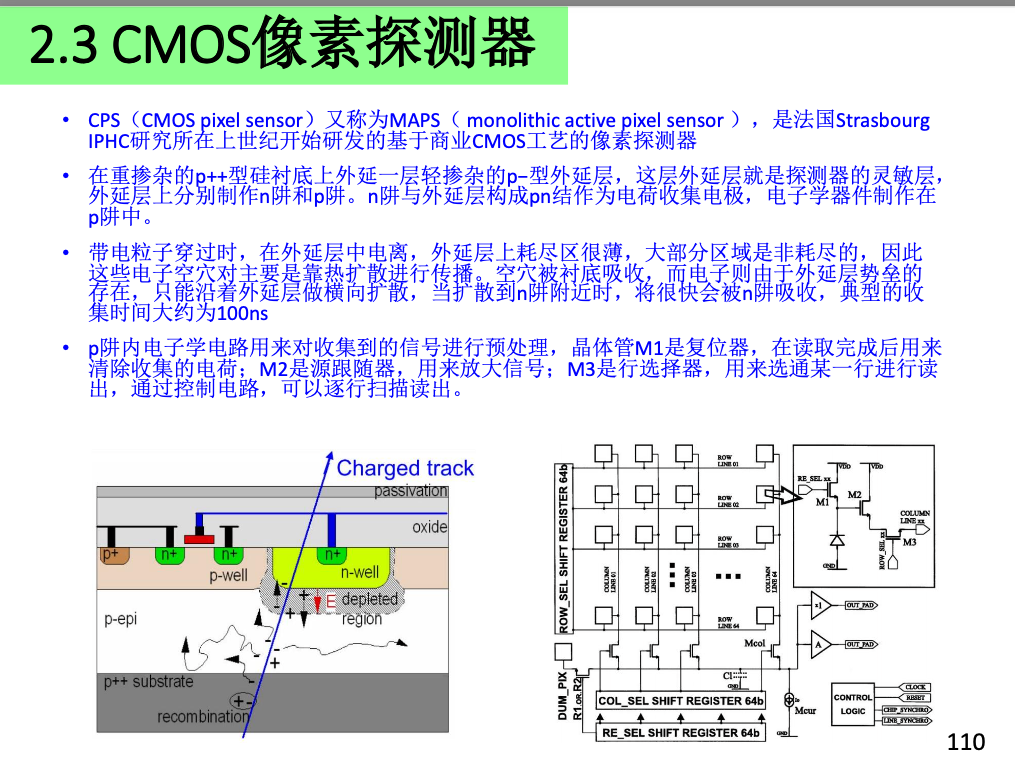 2.3 CMOS像素探测器
• CPS（CMOS pixel sensor）又称为MAPS（ monolithic active pixel sensor ），是法国Strasbourg
IPHC研究所在上世纪开始研发的基于商业CMOS工艺的像素探测器
• 在重掺杂的p++型硅衬底上外延一层轻掺杂的p–型外延层，这层外延层就是探测器的灵敏层，
外延层上分别制作n阱和p阱。n阱与外延层构成pn结作为电荷收集电极，电子学器件制作在
p阱中。
• 带电粒子穿过时，在外延层中电离，外延层上耗尽区很薄，大部分区域是非耗尽的，因此
这些电子空穴对主要是靠热扩散进行传播。空穴被衬底吸收，而电子则由于外延层势垒的
存在，只能沿着外延层做横向扩散，当扩散到n阱附近时，将很快会被n阱吸收，典型的收
集时间大约为100ns
• p阱内电子学电路用来对收集到的信号进行预处理，晶体管M1是复位器，在读取完成后用来
清除收集的电荷；M2是源跟随器，用来放大信号；M3是行选择器，用来选通某一行进行读
出，通过控制电路，可以逐行扫描读出。
Charged track
passivation
oxide
p+
n+
n+
n+
p-well
n-well
- + - + E depleted
region
p-epi
- - + -
p++ substrate
+ -
recombination
ROW_SEL SHIFT REGISTER 64b
ROW
LINE 01
ROW
LINE 02
ROW
LINE 03
ROW
LINE 64
COLUMN
LINE 01
COLUMN
LINE 02
COLUMN
LINE 03
COLUMN
LINE 64
VDD
VDD
RE_SEL xx
M1
M2
COLUMN
LINE xx
M3
ROW_SEL xx
GND
Mcol
x1
OUT_PAD
A
OUT_PAD
DUM_PIX
R1 OR R2
Cl
GND
COL_SEL SHIFT REGISTER 64b
RE_SEL SHIFT REGISTER 64b
Mcur
GND
CONTROL
LOGIC
CLOCK
RESET
CHIP_SYNCHRO
LINE_SYNCHRO
110